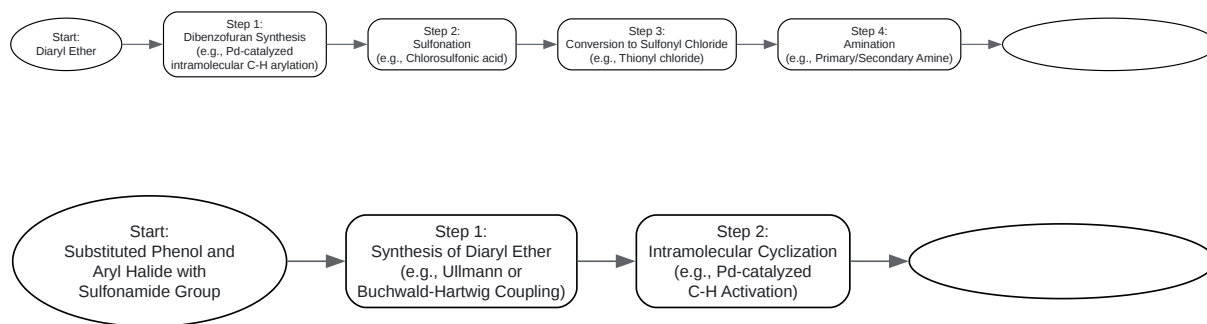 Start:
Diaryl Ether
Step 1:
Dibenzofuran Synthesis
(e.g., Pd-catalyzed
intramolecular C-H arylation)
Step 2:
Sulfonation
(e.g., Chlorosulfonic acid)
Step 3:
Conversion to Sulfonyl Chloride
(e.g., Thionyl chloride)
Step 4:
Amination
(e.g., Primary/Secondary Amine)
Start:
Substituted Phenol and
Aryl Halide with
Sulfonamide Group
Step 1:
Synthesis of Diaryl Ether
(e.g., Ullmann or
Buchwald-Hartwig Coupling)
Step 2:
Intramolecular Cyclization
(e.g., Pd-catalyzed
C-H Activation)